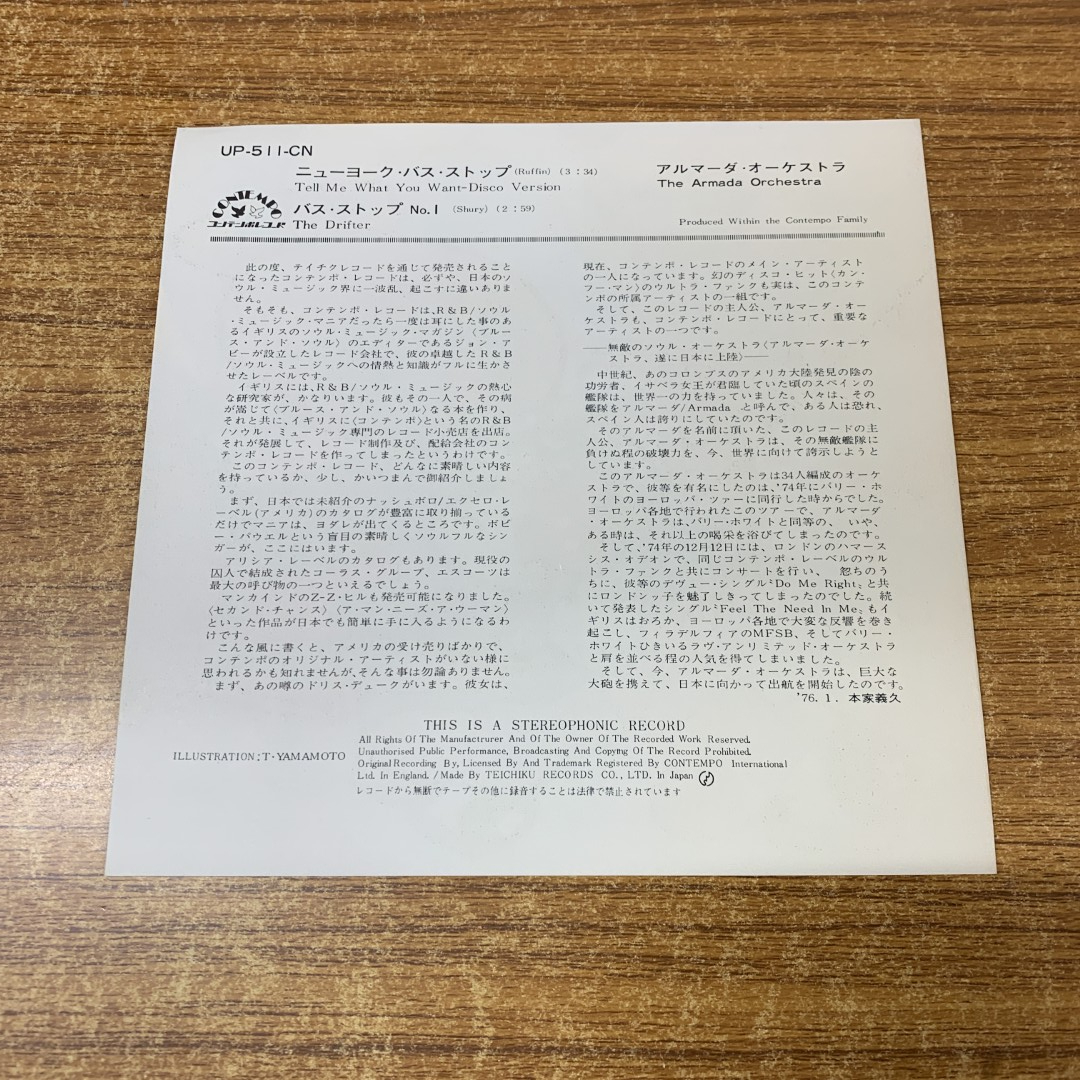 UP-511-CN
ニューヨーク・バス・ストップ (Ruffin) (3:34)
Tell Me What You Want-Disco Version
バス・ストップ No.1 (Shury) (2:59)
The Drifter
CONTEMPO
コンテンポレコード
アルマーダ・オーケストラ
The Armada Orchestra
Produced Within the Contempo Family
此の度、テイチクレコードを通じて発売されること
になったコンテンポ・レコードは、必ずや、日本のソ
ウル・ミュージック界に一波乱、起こすに違いありま
せん。
そもそも、コンテンポ・レコードは、R&B/ソウル
・ミュージック・マニアだったら一度は耳にした事のあ
るイギリスのソウル・ミュージック・マガジン〈ブルー
ス・アンド・ソウル〉のエディターであるジョン・ア
ビーが設立したレコード会社で、彼の卓越したR&B
/ソウル・ミュージックへの情熱と知識がフルに生かさ
せたレーベルです。
イギリスには、R&B/ソウル・ミュージックの熱心
な研究家が、かなりいます。彼もその一人で、その病
が嵩じて〈ブルース・アンド・ソウル〉なる本を作り、
それと共に、イギリスに〈コンテンポ〉という名のR&B
/ソウル・ミュージック専門のレコード小売店を出店。
それが発展して、レコード制作及び、配給会社のコン
テンポ・レコードを作ってしまったというわけです。
このコンテンポ・レコード、どんなに素晴しい内容
を持っているか、少し、かいつまんで御紹介しましょ
う。
まず、日本では未紹介のナッシュボロ/エクセロ・レ
ーベル(アメリカ)のカタログが豊富に取り揃っている
だけでマニアは、ヨダレが出てくるところです。ボビ
ー・パウエルという盲目の素晴しくソウルフルなシン
ガーが、ここにはいます。
アリシア・レーベルのカタログもあります。現役の
囚人で結成されたコーラス・グループ、エスコーツは
最大の呼び物の一つといえるでしょう。
マンカインドのZ-Z・ヒルも発売可能になりました。
〈セカンド・チャンス〉〈ア・マン・ニーズ・ア・ウーマン〉
といった作品が日本でも簡単に手に入るようになるわ
けです。
こんな風に書くと、アメリカの受け売りばかりで、
コンテンポのオリジナル・アーティストがいない様に
思われるかも知れませんが、そんな事は勿論ありません。
まず、あの噂のドリス・デュークがいます。彼女は、
現在、コンテンポ・レコードのメイン・アーティスト
の一人になっています。幻のディスコ・ヒット〈カン・
フー・マン〉のウルトラ・ファンクも実は、このコンテ
ンポの所属アーティストの一組です。
そして、このレコードの主人公、アルマーダ・オー
ケストラも、コンテンポ・レコードにとって、重要な
アーティストの一つです。
――無敵のソウル・オーケストラ〈アルマーダ・オーケ
ストラ、遂に日本に上陸〉――
中世紀、あのコロンブスのアメリカ大陸発見の陰の
功労者、イサベラ女王が君臨していた頃のスペインの
艦隊は、世界一の力を持っていました。人々は、その
艦隊をアルマーダ/Armada と呼んで、ある人は恐れ、
スペイン人は誇りにしていたのです。
そのアルマーダを名前に頂いた、このレコードの主
人公、アルマーダ・オーケストラは、その無敵艦隊に
負けぬ程の破壊力を、今、世界に向けて誇示しようと
しています。
このアルマーダ・オーケストラは34人編成のオーケ
ストラで、彼等を有名にしたのは、'74年にバリー・ホ
ワイトのヨーロッパ・ツァーに同行した時からでした。
ヨーロッパ各地で行われたこのツアーで、アルマーダ
・オーケストラは、バリー・ホワイトと同等の、いや、
ある時は、それ以上の喝栄を浴びてしまったのです。
そして、'74年の12月12日には、ロンドンのハマース
シス・オデオンで、同じコンテンポ・レーベルのウル
トラ・ファンクと共にコンサートを行い、忽ちのう
ちに、彼等のデヴュー・シングル“Do Me Right”と共
にロンドンッ子を魅了しきってしまったのでした。続
いて発表したシングル“Feel The Need In Me”もイ
ギリスはおろか、ヨーロッパ各地で大変な反響を巻き
起こし、フィラデルフィアのMFSB、そしてバリー・
ホワイトひきいるラヴ・アンリミテッド・オーケストラ
と肩を並べる程の人気を得てしまいました。
そして、今、アルマーダ・オーケストラは、巨大な
大砲を携えて、日本に向かって出航を開始したのです。
'76.1. 本家義久
THIS IS A STEREOPHONIC RECORD
ILLUSTRATION:T・YAMAMOTO
All Rights Of The Manufactrurer And Of The Owner Of The Recorded Work Reserved.
Unauthorised Public Performance, Broadcasting And Copyng Of The Record Prohibited.
Original Recording By, Licensed By And Trademark Registered By CONTEMPO International
Ltd. In England. / Made By TEICHIKU RECORDS CO., LTD. In Japan
レコードから無断でテープその他に録音することは法律で禁止されています